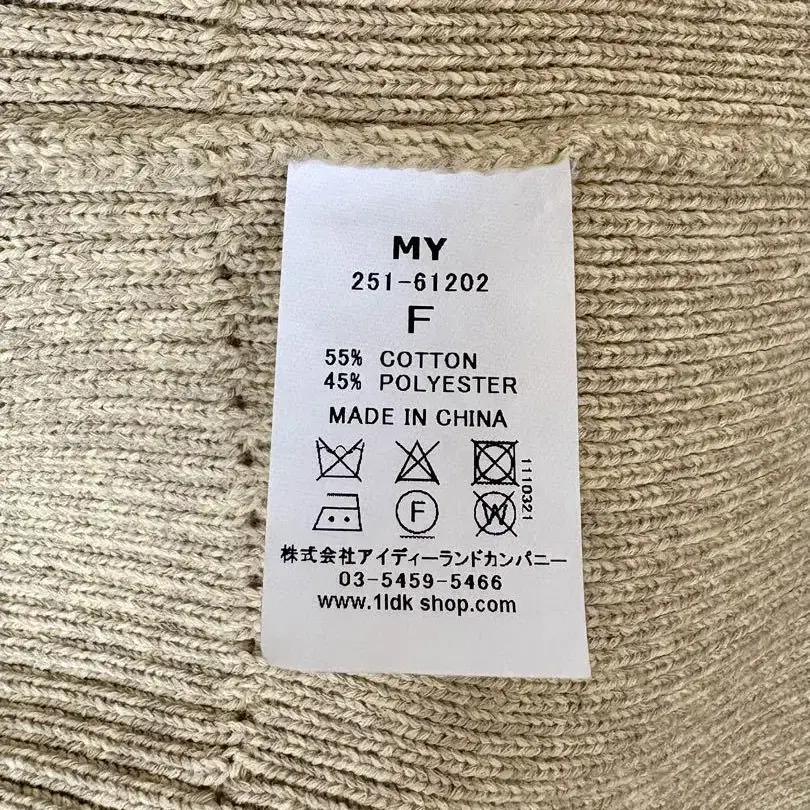 MY
251-61202
F
55% COTTON
45% POLYESTER
MADE IN CHINA
1110321
F
W
株式会社アイディーランドカンパニー
03-5459-5466
www.1ldk shop.com